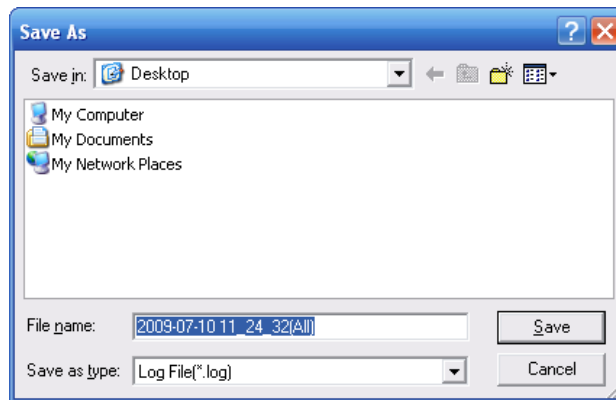 Save As
Save in: Desktop
My Computer
My Documents
My Network Places
File name: 2009-07-10 11_24_32(All) Save
Save as type: Log File(*.log) Cancel